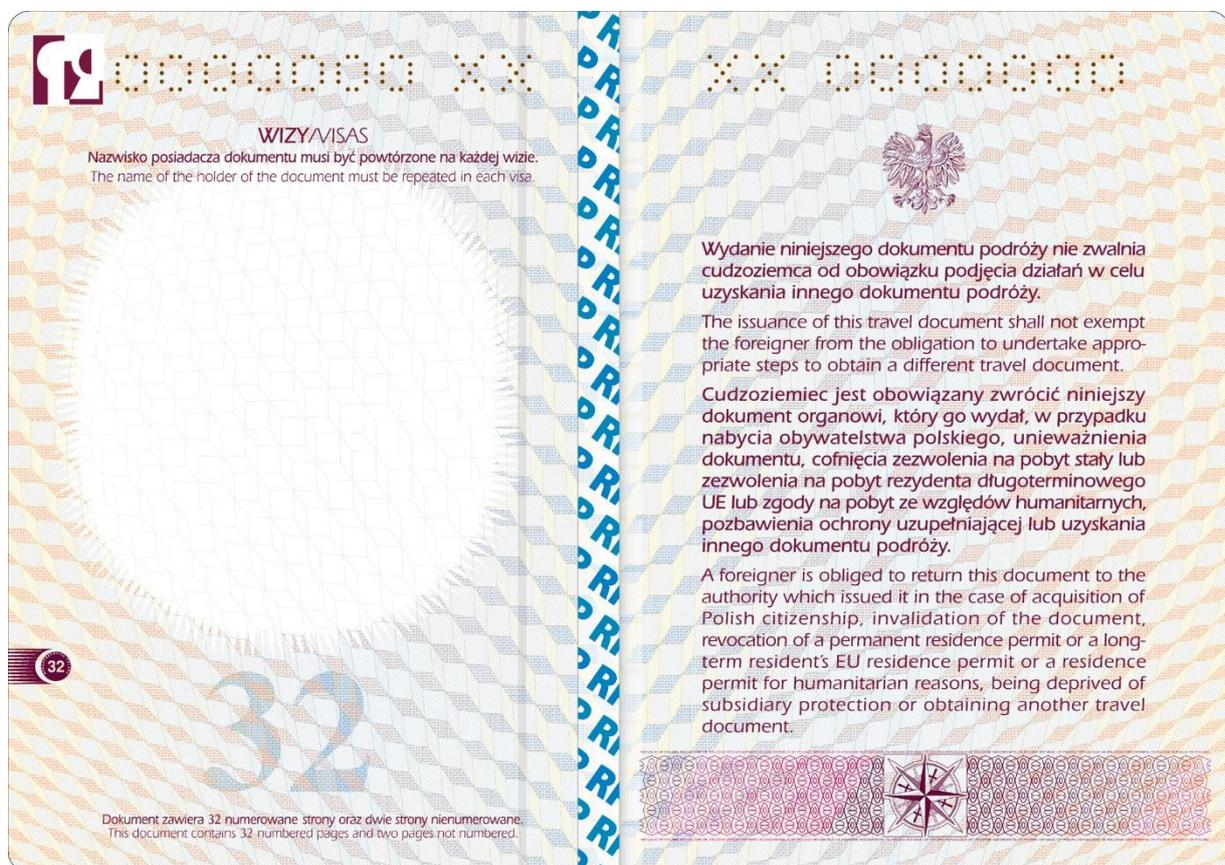 WIZY/VISAS
Nazwisko posiadacza dokumentu musi być powtórzone na każdej wizie.
The name of the holder of the document must be repeated in each visa.
32
32
Dokument zawiera 32 numerowane strony oraz dwie strony nienumerowane.
This document contains 32 numbered pages and two pages not numbered.
Wydanie niniejszego dokumentu podróży nie zwalnia
cudzoziemca od obowiązku podjęcia działań w celu
uzyskania innego dokumentu podróży.
The issuance of this travel document shall not exempt
the foreigner from the obligation to undertake appro-
priate steps to obtain a different travel document.
Cudzoziemiec jest obowiązany zwrócić niniejszy
dokument organowi, który go wydał, w przypadku
nabycia obywatelstwa polskiego, unieważnienia
dokumentu, cofnięcia zezwolenia na pobyt stały lub
zezwolenia na pobyt rezydenta długoterminowego
UE lub zgody na pobyt ze względów humanitarnych,
pozbawienia ochrony uzupełniającej lub uzyskania
innego dokumentu podróży.
A foreigner is obliged to return this document to the
authority which issued it in the case of acquisition of
Polish citizenship, invalidation of the document,
revocation of a permanent residence permit or a long-
term resident's EU residence permit or a residence
permit for humanitarian reasons, being deprived of
subsidiary protection or obtaining another travel
document.